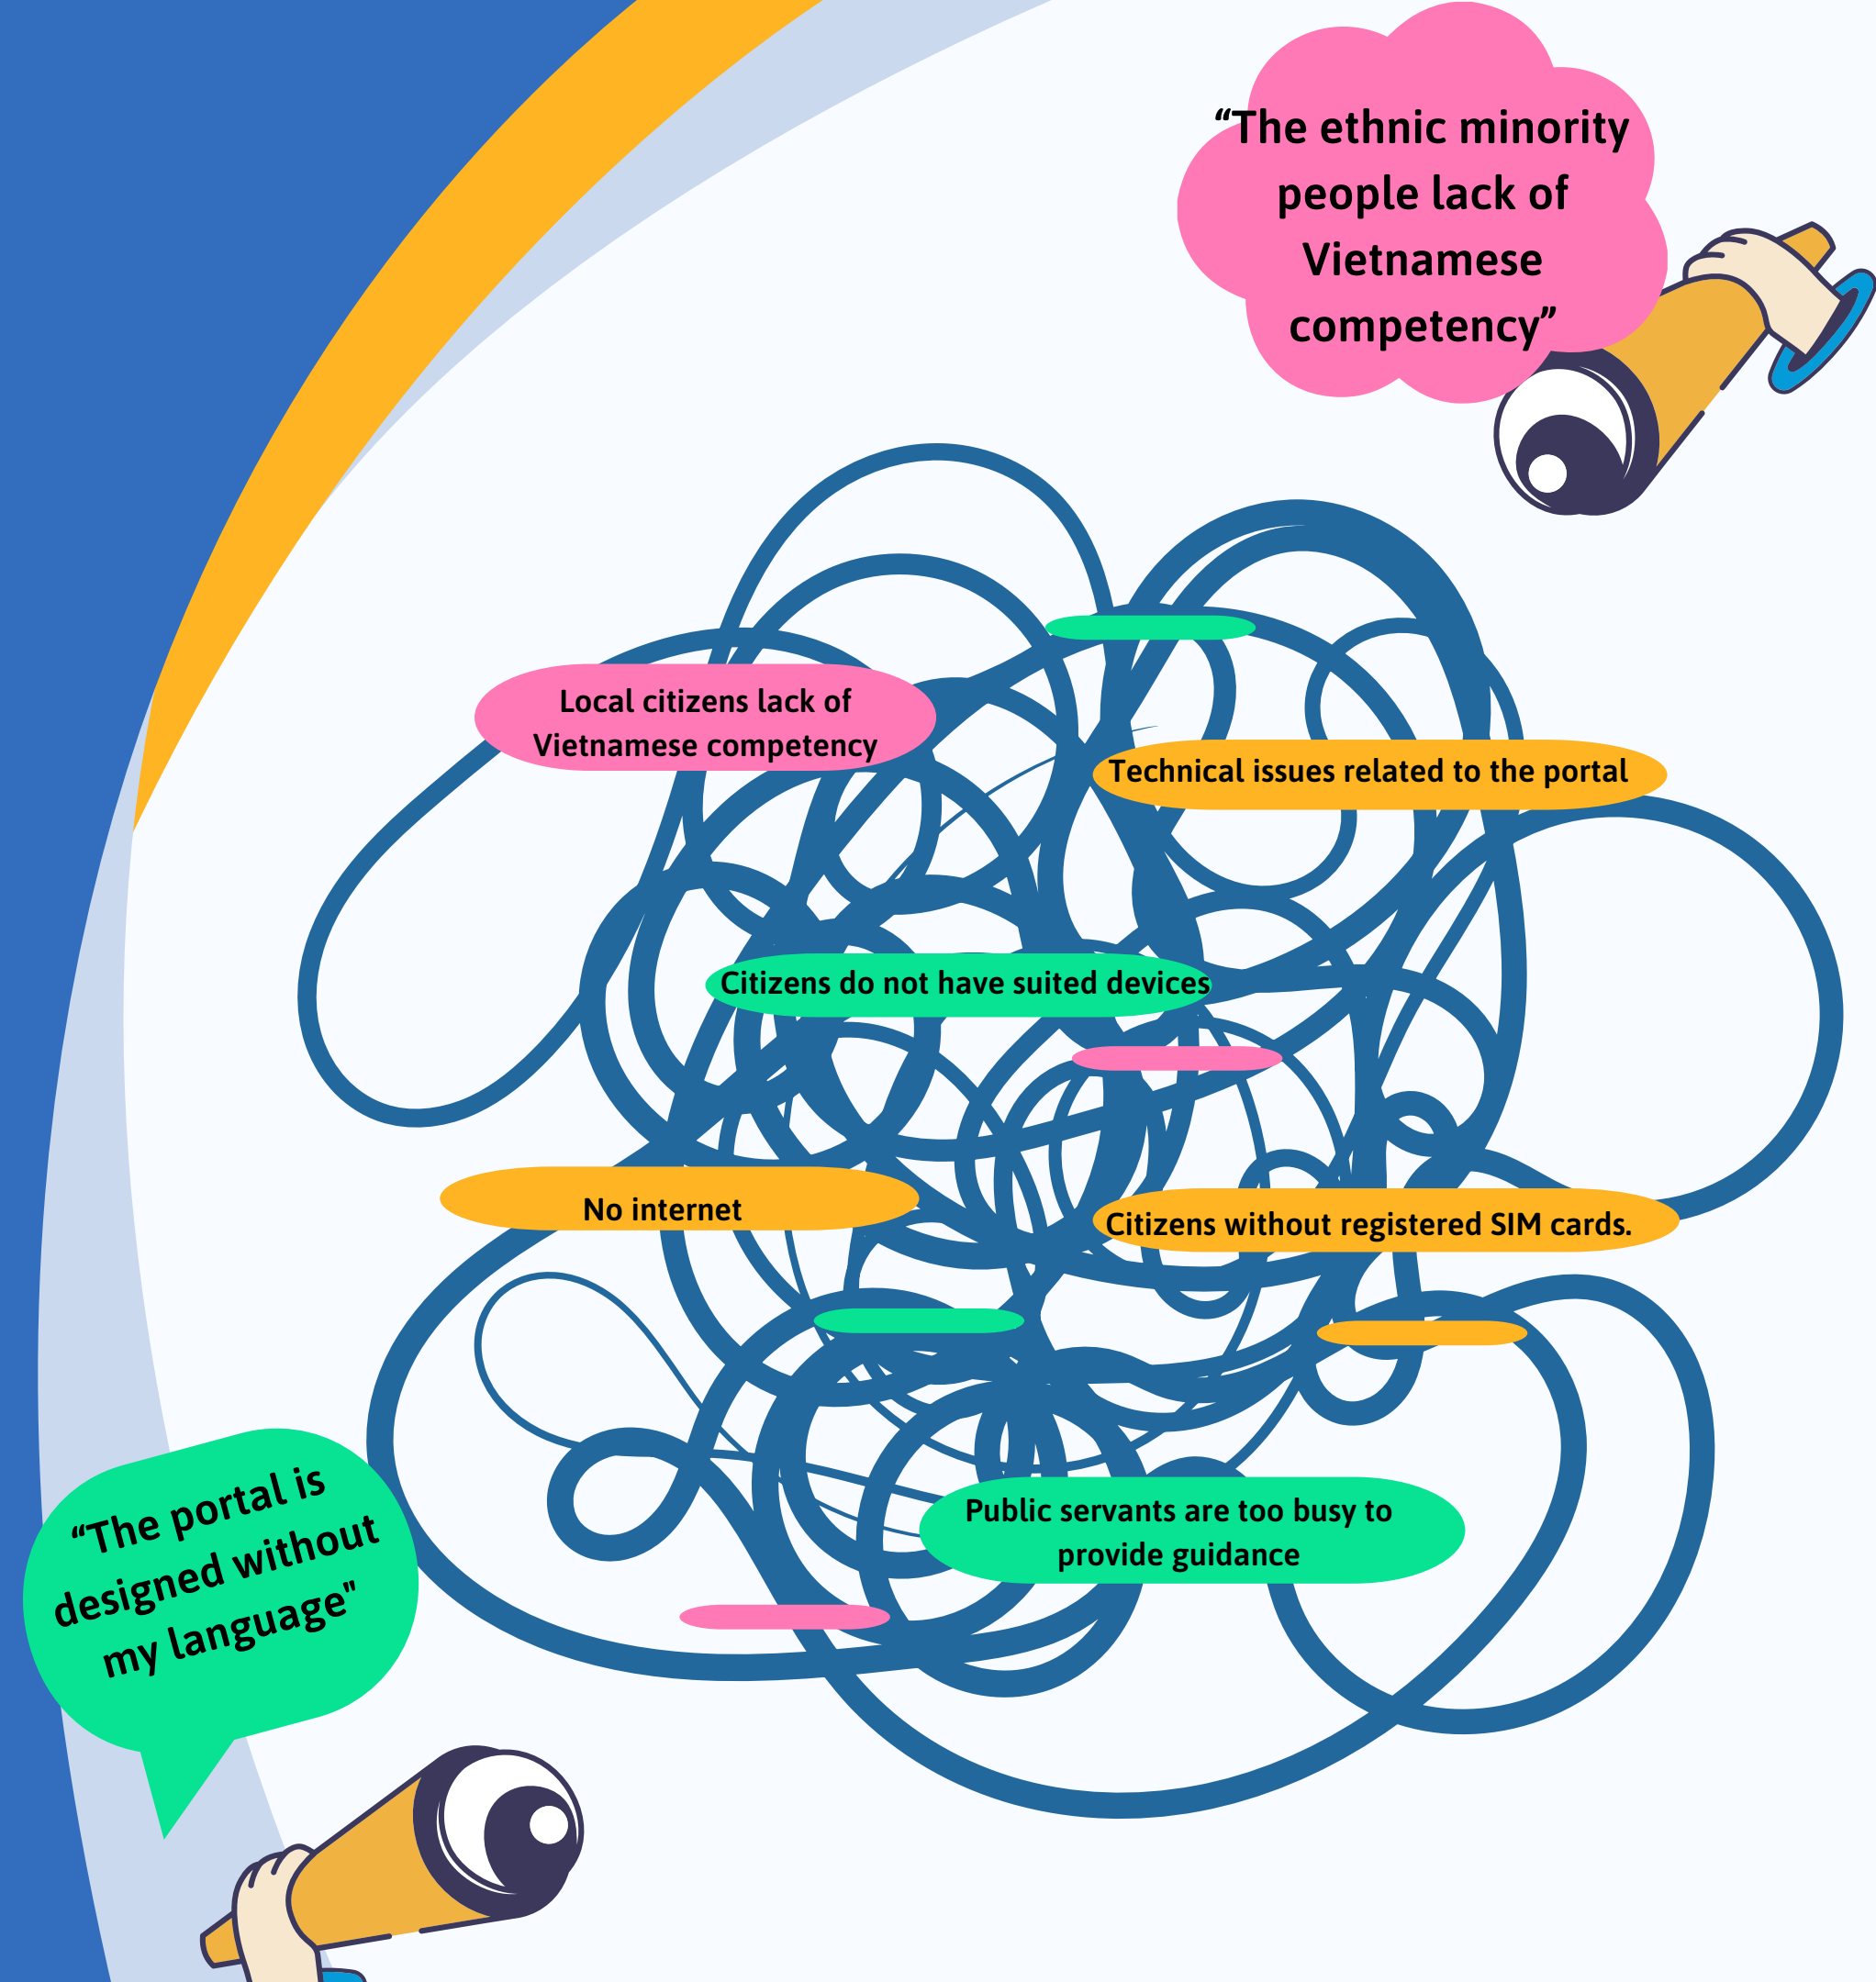 “The ethnic minority
people lack of
Vietnamese
competency”
Local citizens lack of
Vietnamese competency
Technical issues related to the portal
Citizens do not have suited devices
No internet
Citizens without registered SIM cards.
“The portal is
designed without
my language"
Public servants are too busy to
provide guidance